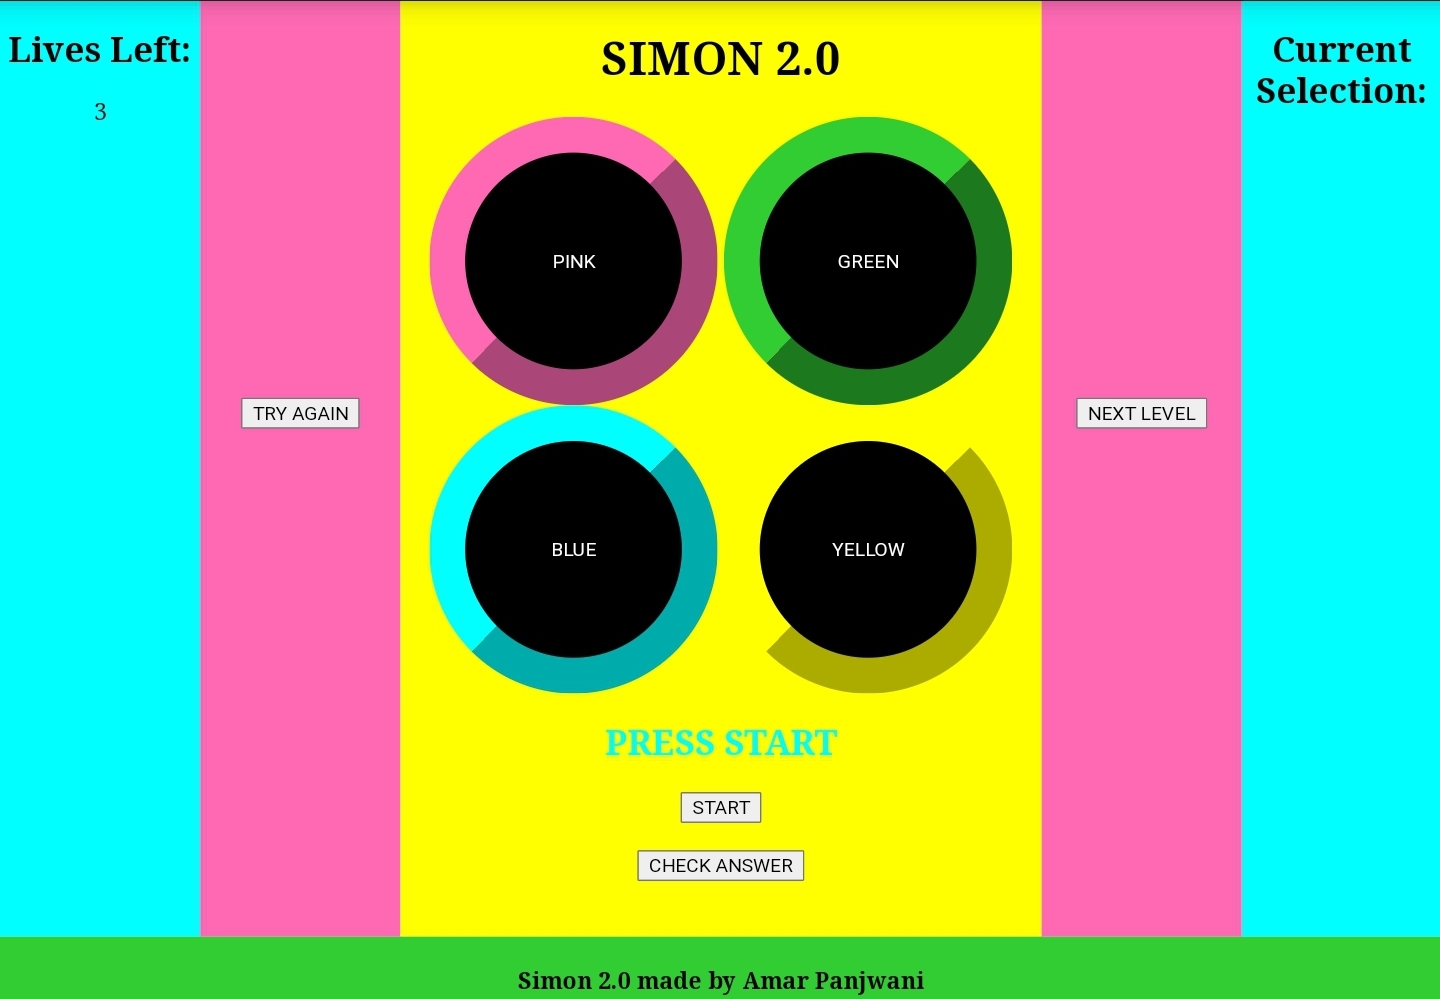 Lives Left:
3
TRY AGAIN
SIMON 2.0
PINK
GREEN
BLUE
YELLOW
PRESS START
START
CHECK ANSWER
NEXT LEVEL
Current
Selection:
Simon 2.0 made by Amar Panjwani